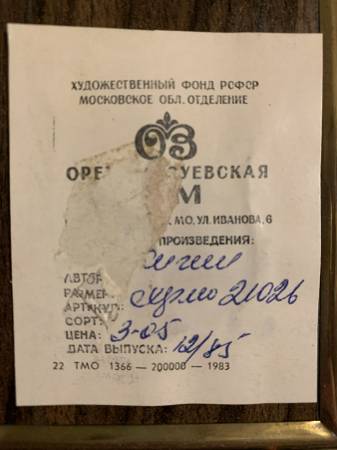 ХУДОЖЕСТВЕННЫЙ ФОНД РСФСР
МОСКОВСКОЕ ОБЛ. ОТДЕЛЕНИЕ
ОЗ
ОРЕ УЕВСКАЯ
М
МО, УЛ. ИВАНОВА, 6
ПРОИЗВЕДЕНИЯ:
АВТОР
РАЗМЕР:
АРТИКУЛ: 21026
СОРТ:
ЦЕНА: 3-05
ДАТА ВЫПУСКА: 12/85
22 ТМО 1366 — 200000 — 1983